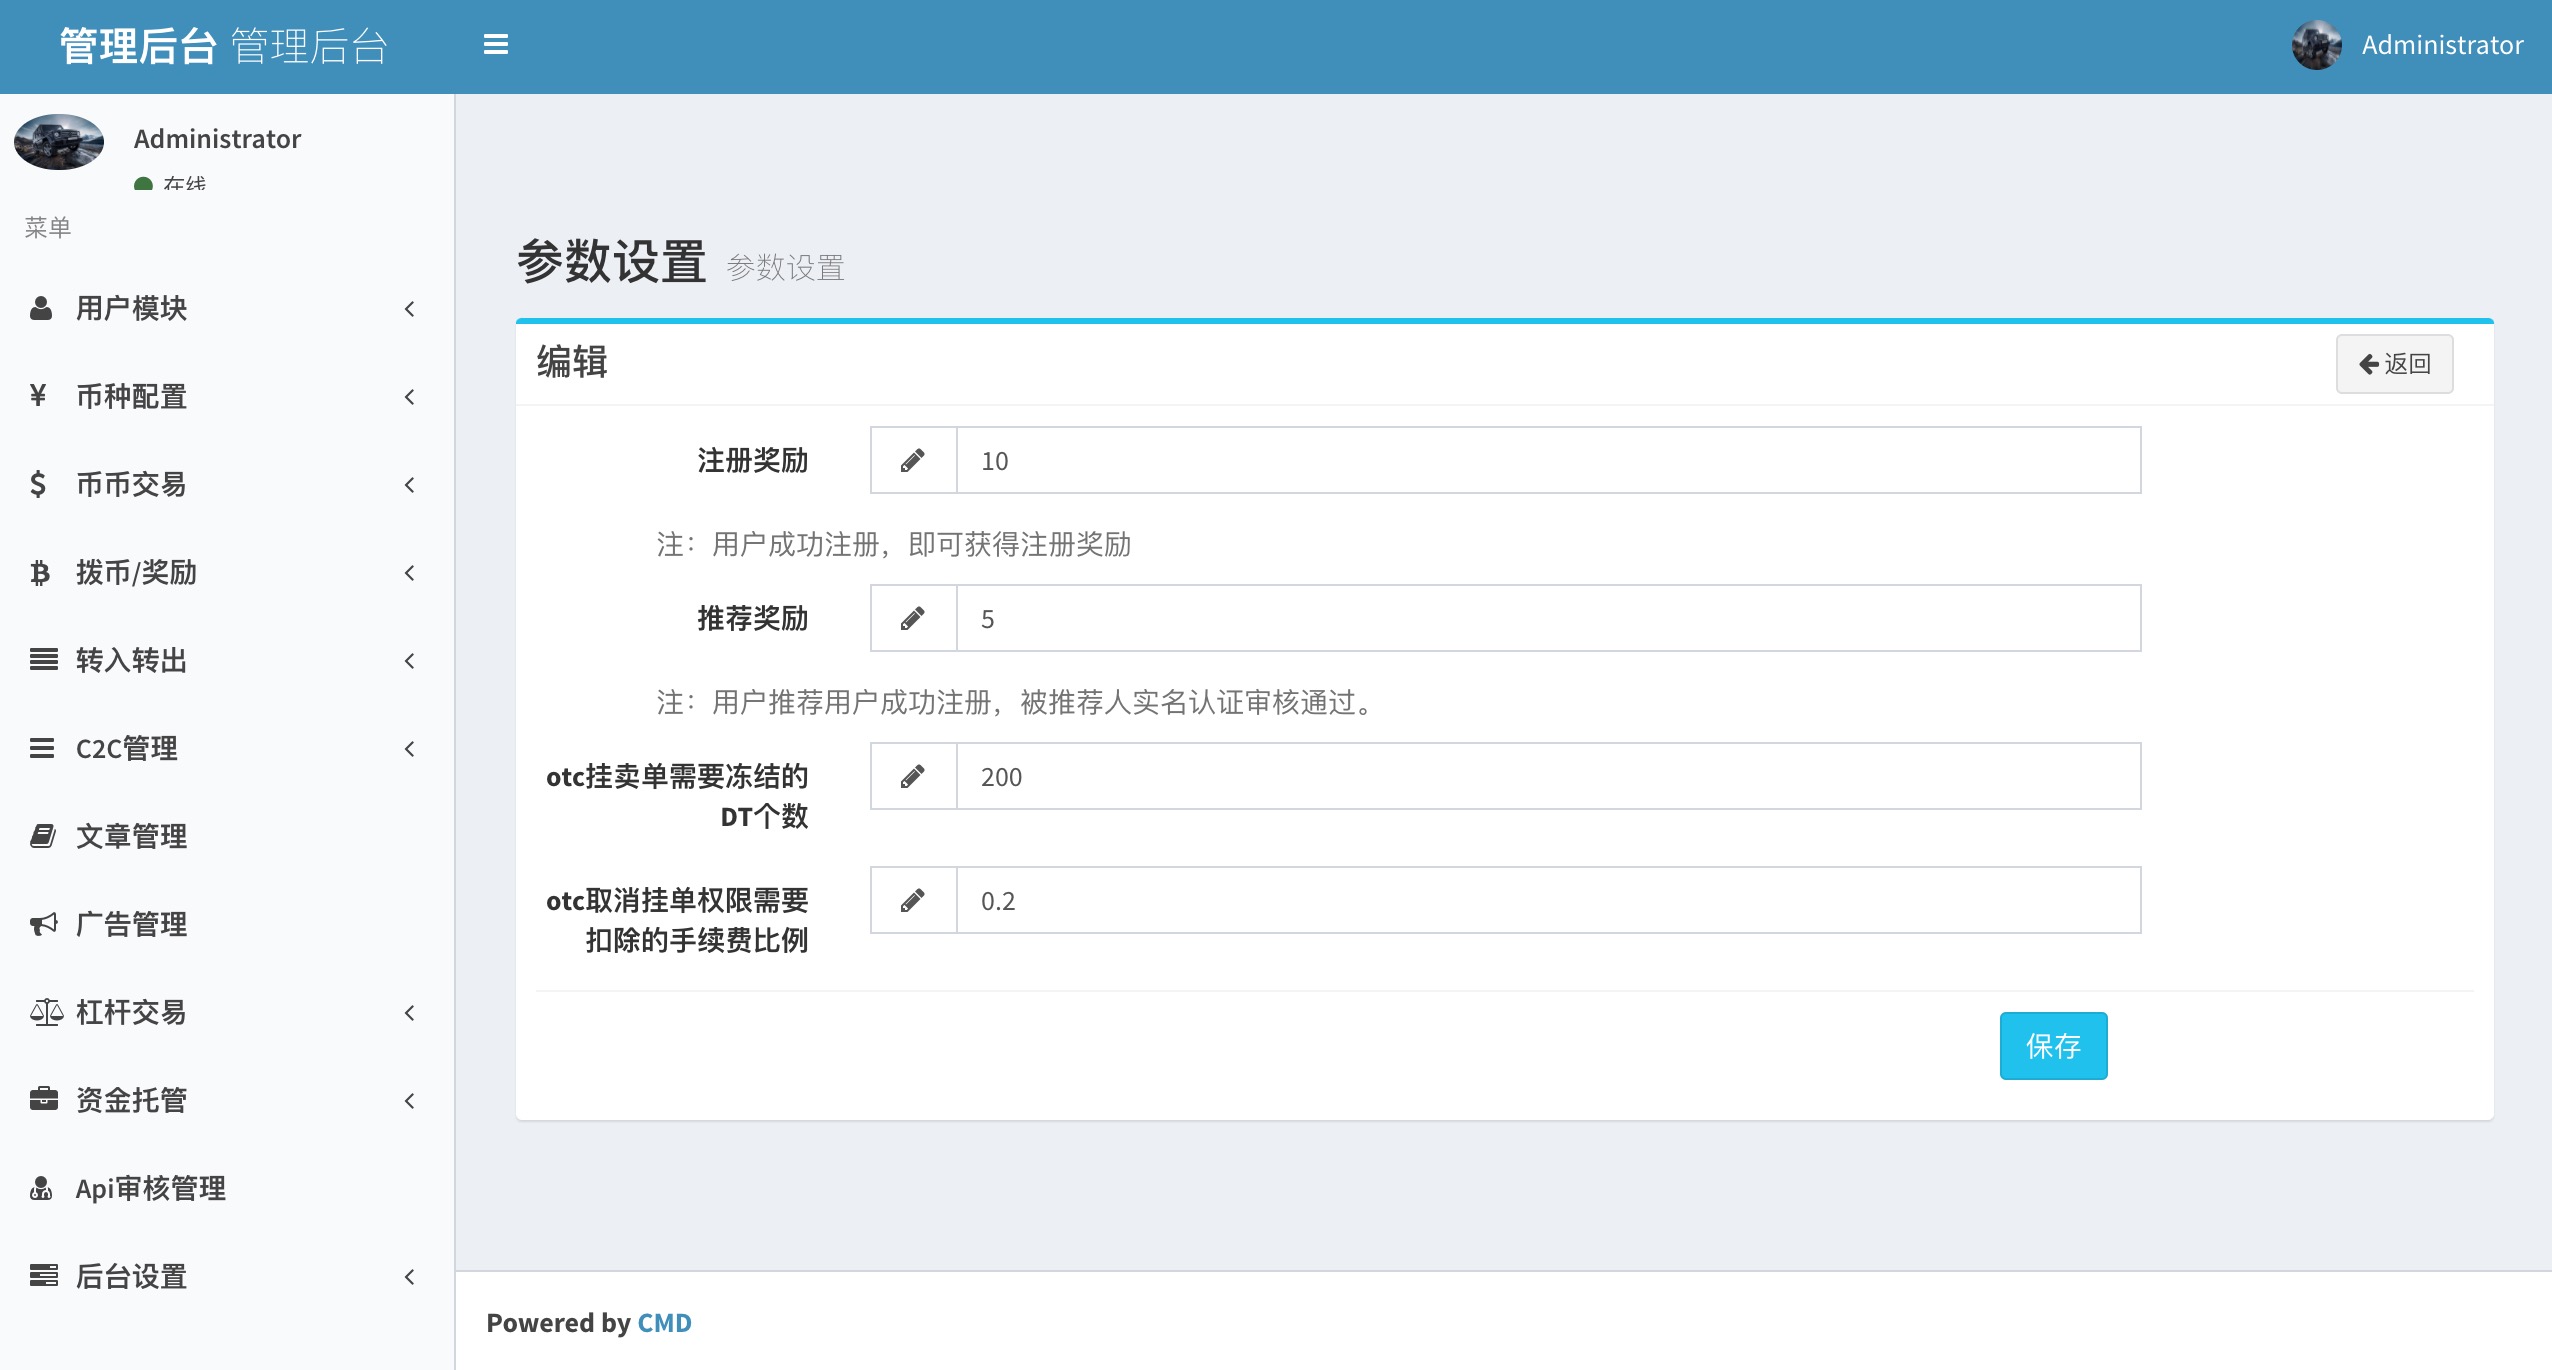 管理后台 管理后台
Administrator
Administrator
在线
菜单
用户模块
币种配置
币币交易
拨币/奖励
转入转出
C2C管理
文章管理
广告管理
杠杆交易
资金托管
Api审核管理
后台设置
参数设置 参数设置
编辑
返回
注册奖励
10
注：用户成功注册，即可获得注册奖励
推荐奖励
5
注：用户推荐用户成功注册，被推荐人实名认证审核通过。
otc挂卖单需要冻结的
DT个数
200
otc取消挂单权限需要
扣除的手续费比例
0.2
保存
Powered by CMD